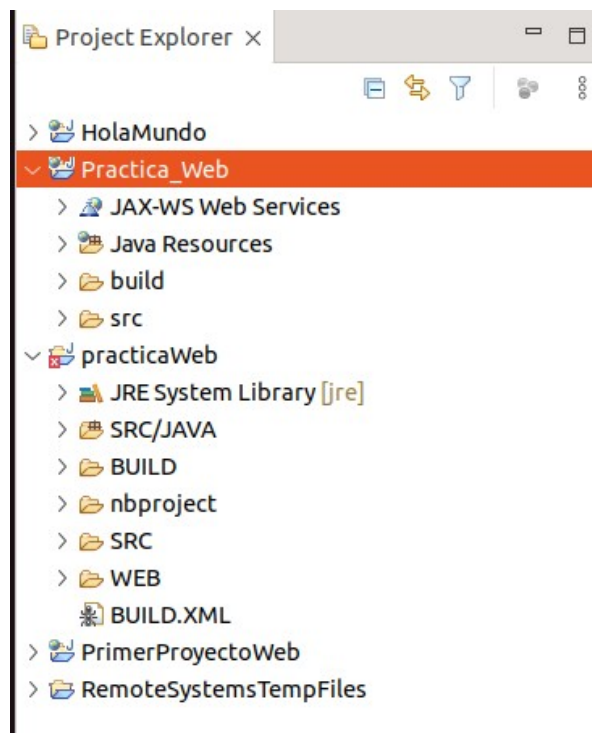 Project Explorer
HolaMundo
Practica_Web
JAX-WS Web Services
Java Resources
build
src
practicaWeb
JRE System Library [jre]
SRC/JAVA
BUILD
nbproject
SRC
WEB
BUILD.XML
PrimerProyectoWeb
RemoteSystemsTempFiles